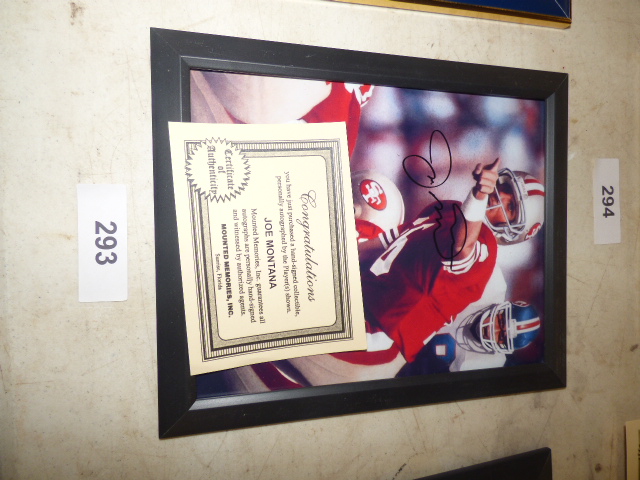 293
Certificate
of
Authenticity
Congratulations
you have just purchased a hand-signed collectible,
personally autographed by the Player(s) shown.
JOE MONTANA
Mounted Memories, Inc. guarantees all
autographs are personally hand-signed
and witnessed by authorized agents.
MOUNTED MEMORIES, INC.
Sunrise, Florida
SF
294